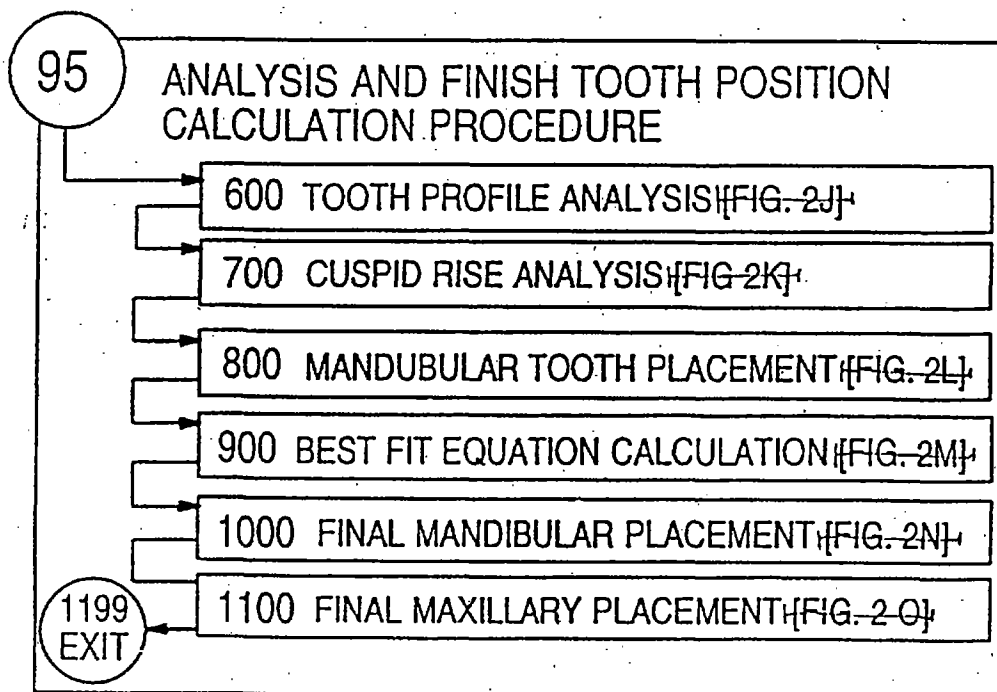 95
ANALYSIS AND FINISH TOOTH POSITION
CALCULATION PROCEDURE
600 TOOTH PROFILE ANALYSIS [FIG. 2J]
700 CUSPID RISE ANALYSIS [FIG 2K]
800 MANDUBULAR TOOTH PLACEMENT [FIG. 2L]
900 BEST FIT EQUATION CALCULATION [FIG. 2M]
1000 FINAL MANDIBULAR PLACEMENT [FIG. 2N]
1100 FINAL MAXILLARY PLACEMENT [FIG. 2 O]
1199
EXIT